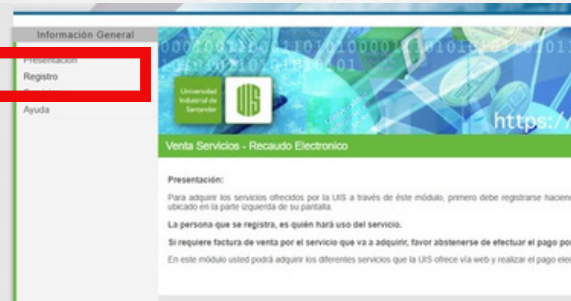 Información General
Presentación
Registro
Ayuda
Universidad
Industrial de
Santander
UIS
https:/
Venta Servicios - Recaudo Electronico
Presentación:
Para adquirir los servicios ofrecidos por la UIS a través de éste módulo, primero debe registrarse hacien
ubicado en la parte izquierda de su pantalla.
La persona que se registra, es quién hará uso del servicio.
Si requiere factura de venta por el servicio que va a adquirir, favor abstenerse de efectuar el pago por
En este módulo usted podrá adquirir los diferentes servicios que la UIS ofrece vía web y realizar el pago elec